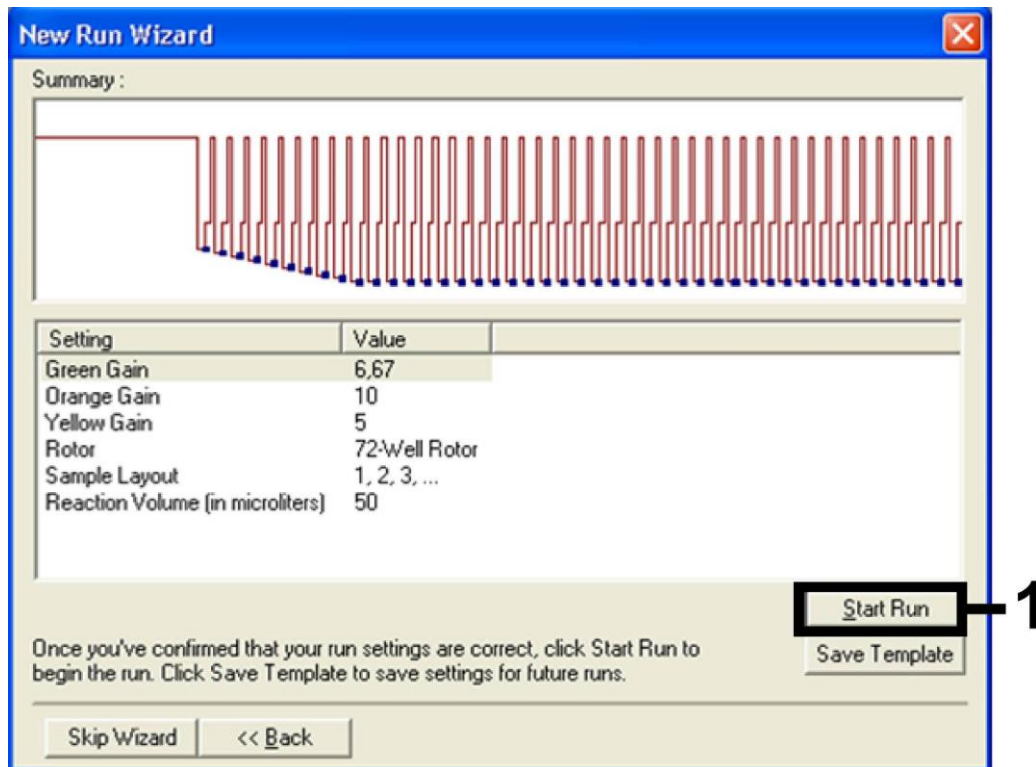 New Run Wizard
Summary :
Setting Value
Green Gain 6,67
Orange Gain 10
Yellow Gain 5
Rotor 72-Well Rotor
Sample Layout 1, 2, 3, ...
Reaction Volume (in microliters) 50
Start Run
1
Once you've confirmed that your run settings are correct, click Start Run to
begin the run. Click Save Template to save settings for future runs.
Save Template
Skip Wizard << Back